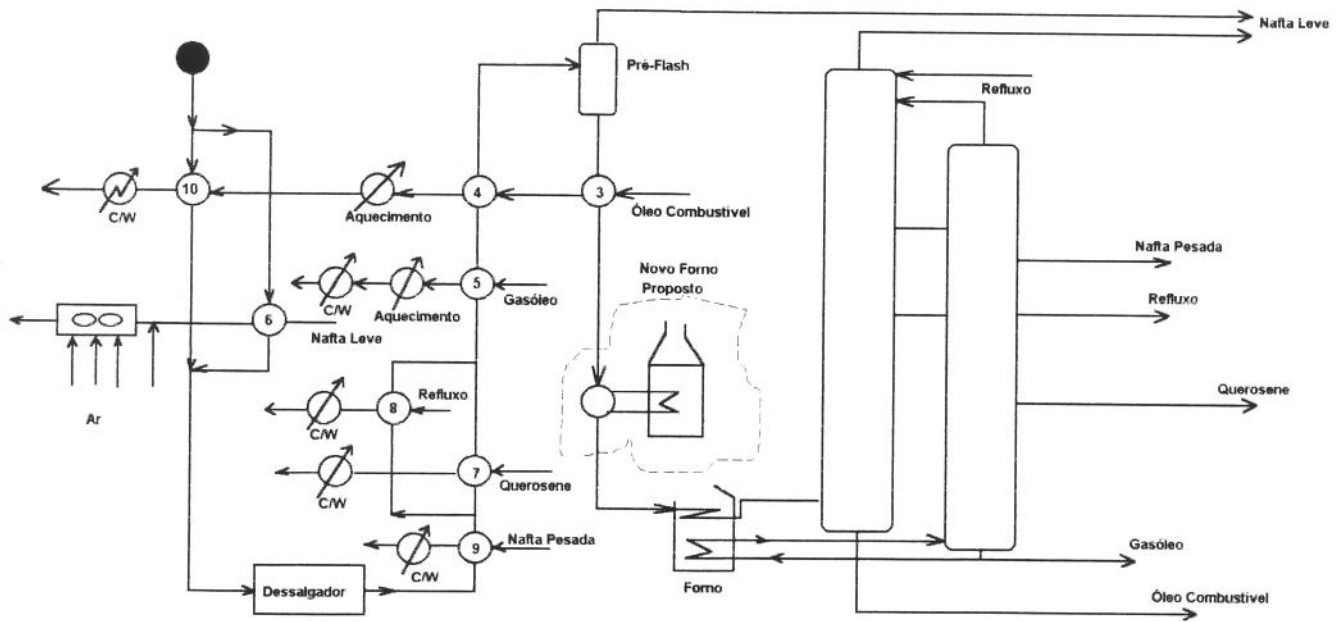 Nafta Leve
Pré-Flash
Refluxo
10
4
3
C/W
Aquecimento
Óleo Combustível
Nafta Pesada
Novo Forno
Proposto
5
C/W
Aquecimento
Gasóleo
Refluxo
6
Nafta Leve
Refluxo
8
Querosene
Ar
C/W
7
C/W
Querosene
Nafta Pesada
9
C/W
Gasóleo
Dessalgador
Forno
Óleo Combustível